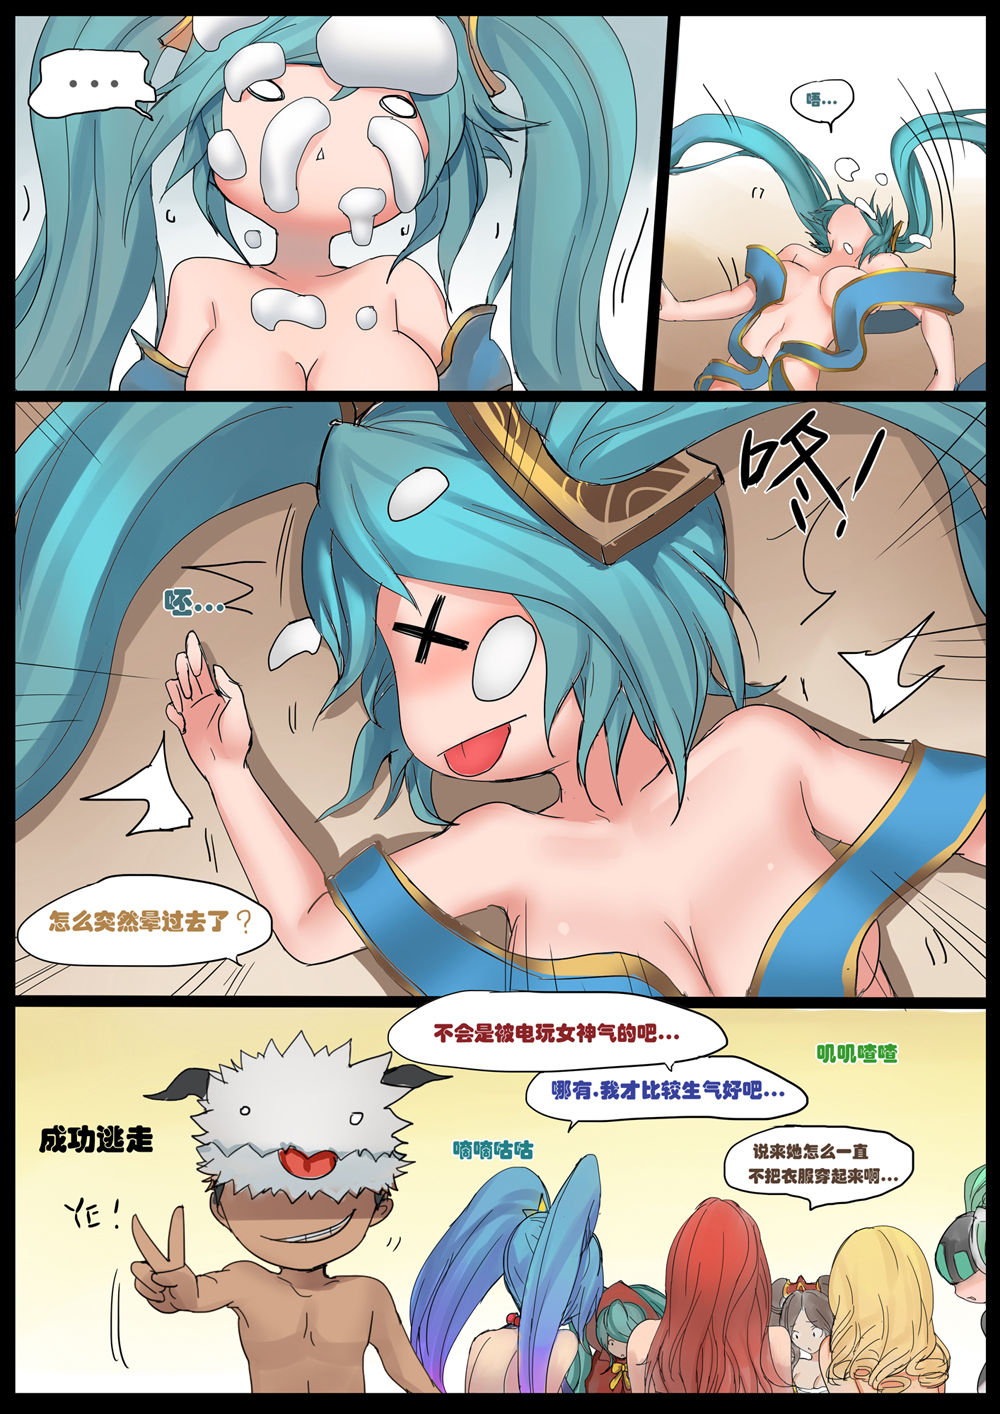 ...
唔...
咚!
呸...
怎么突然晕过去了?
不会是被电玩女神气的吧...
叽叽喳喳
哪有.我才比较生气好吧...
成功逃走
嘀嘀咕咕
说来她怎么一直
不把衣服穿起来啊...
YE!